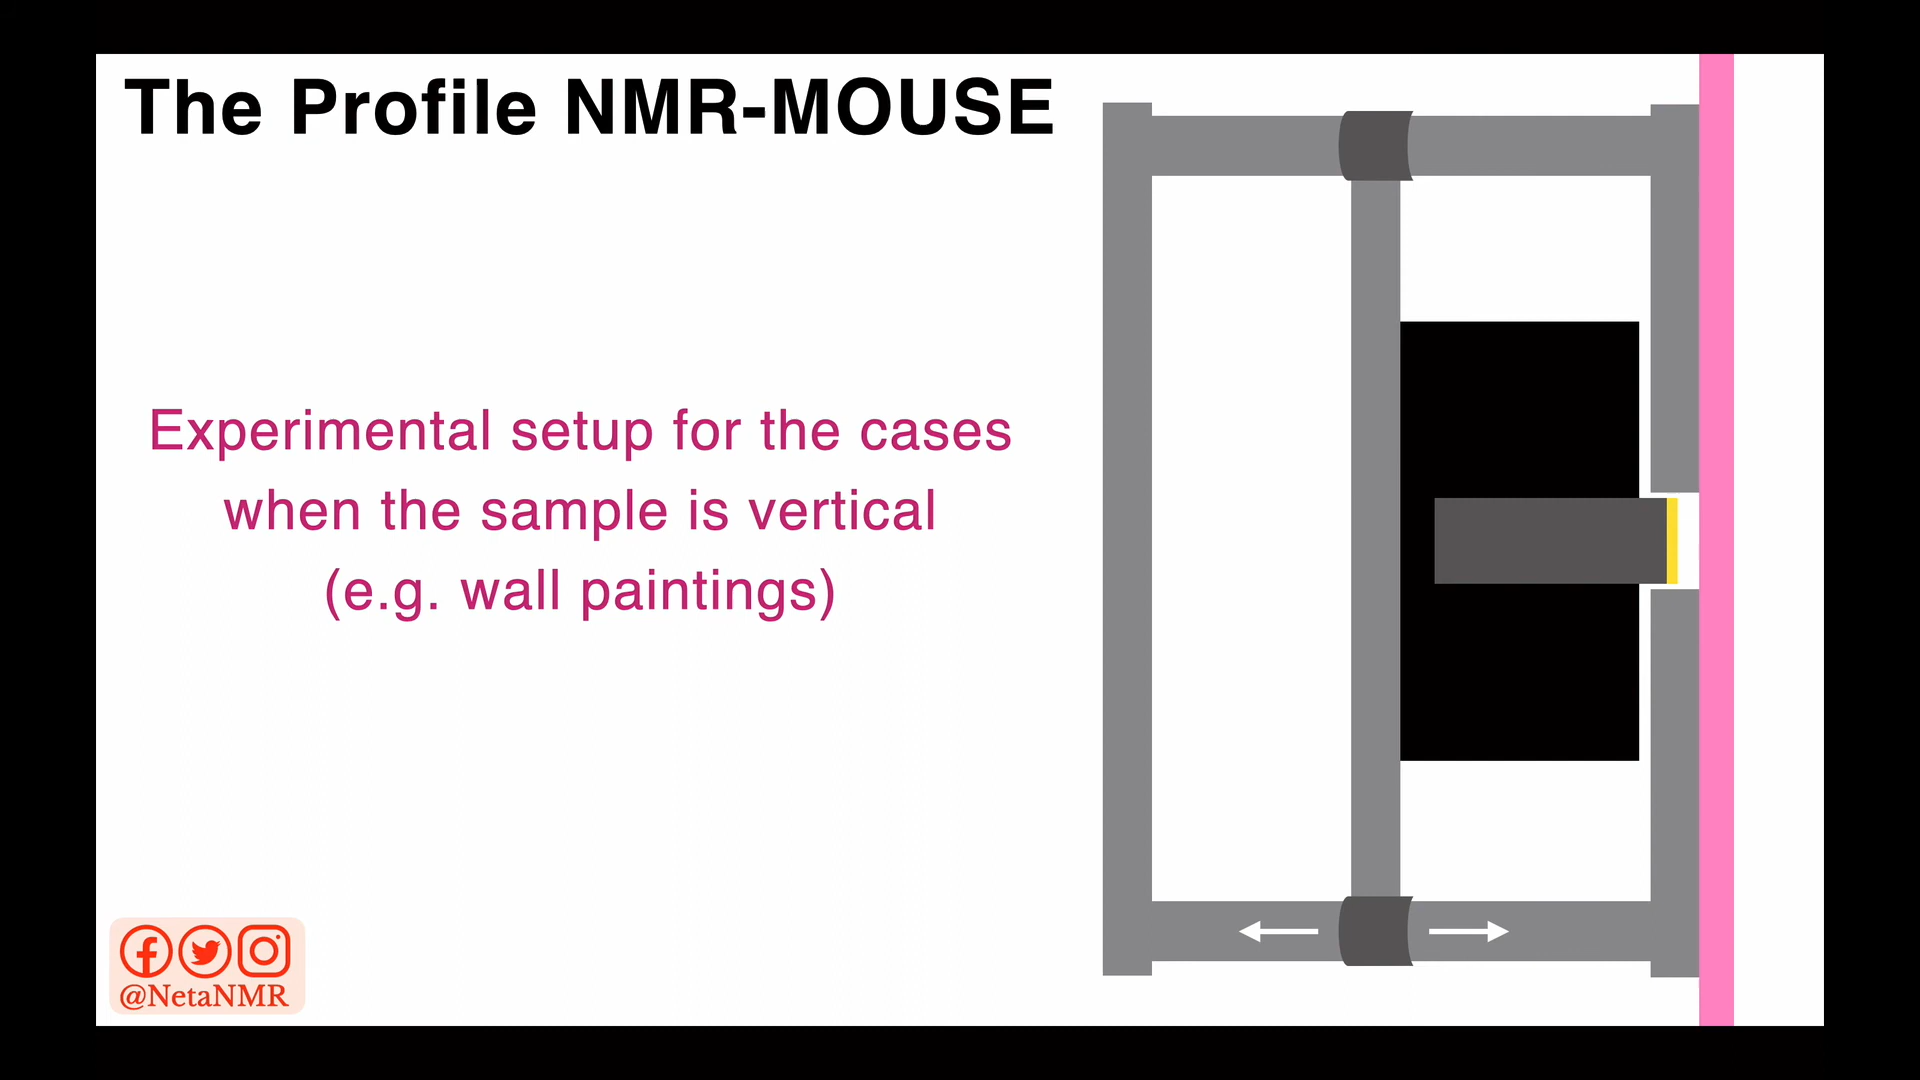 The Profile NMR-MOUSE
Experimental setup for the cases
when the sample is vertical
(e.g. wall paintings)
@NetaNMR